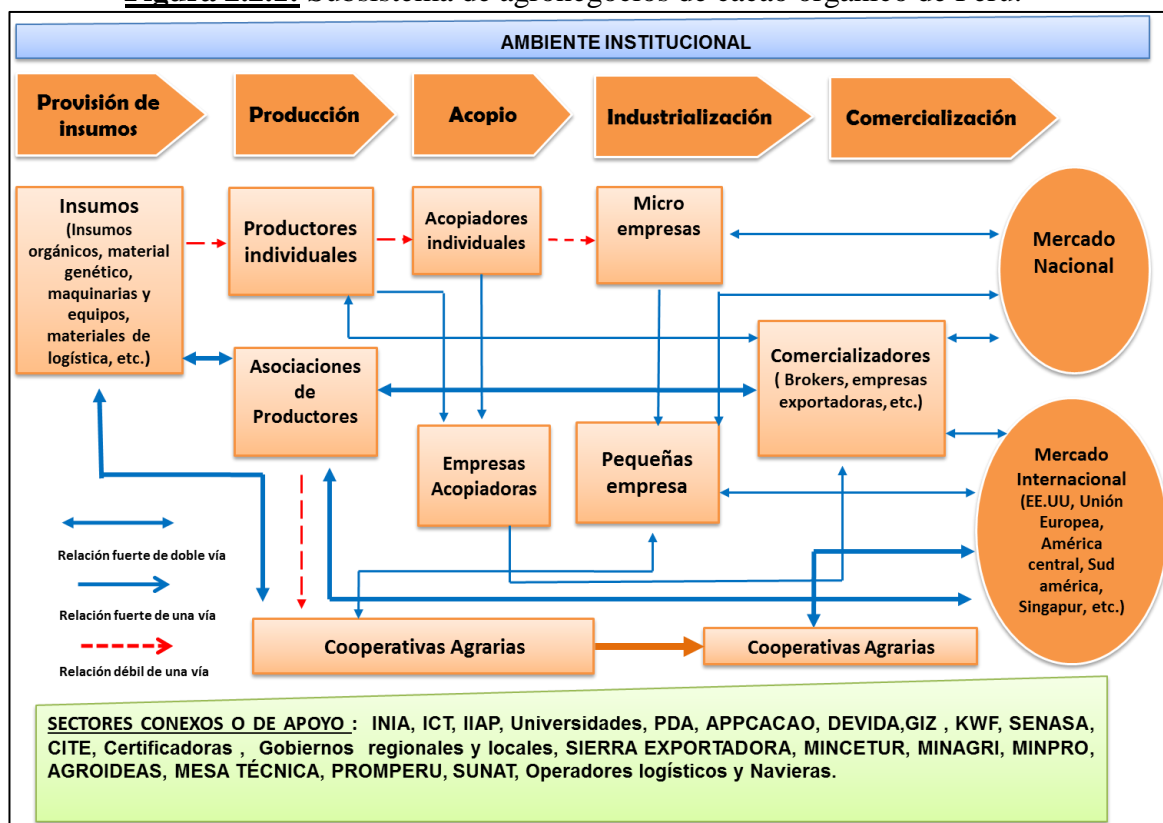 Figura 2.2.1: Subsistema de agronegocios de cacao orgánico de Perú.
AMBIENTE INSTITUCIONAL
Provisión de
insumos
Producción
Acopio
Industrialización
Comercialización
Insumos
(Insumos
orgánicos, material
genético,
maquinarias y
equipos,
materiales de
logística, etc.)
Productores
individuales
Acopiadores
individuales
Micro
empresas
Mercado
Nacional
Asociaciones
de
Productores
Comercializadores
( Brokers, empresas
exportadoras, etc.)
Empresas
Acopiadoras
Pequeñas
empresa
Mercado
Internacional
(EE.UU, Unión
Europea,
América
central, Sud
américa,
Singapur, etc.)
Relación fuerte de doble vía
Relación fuerte de una vía
Relación débil de una vía
Cooperativas Agrarias
Cooperativas Agrarias
SECTORES CONEXOS O DE APOYO : INIA, ICT, IIAP, Universidades, PDA, APPCACAO, DEVIDA,GIZ , KWF, SENASA,
CITE, Certificadoras , Gobiernos regionales y locales, SIERRA EXPORTADORA, MINCETUR, MINAGRI, MINPRO,
AGROIDEAS, MESA TÉCNICA, PROMPERU, SUNAT, Operadores logísticos y Navieras.